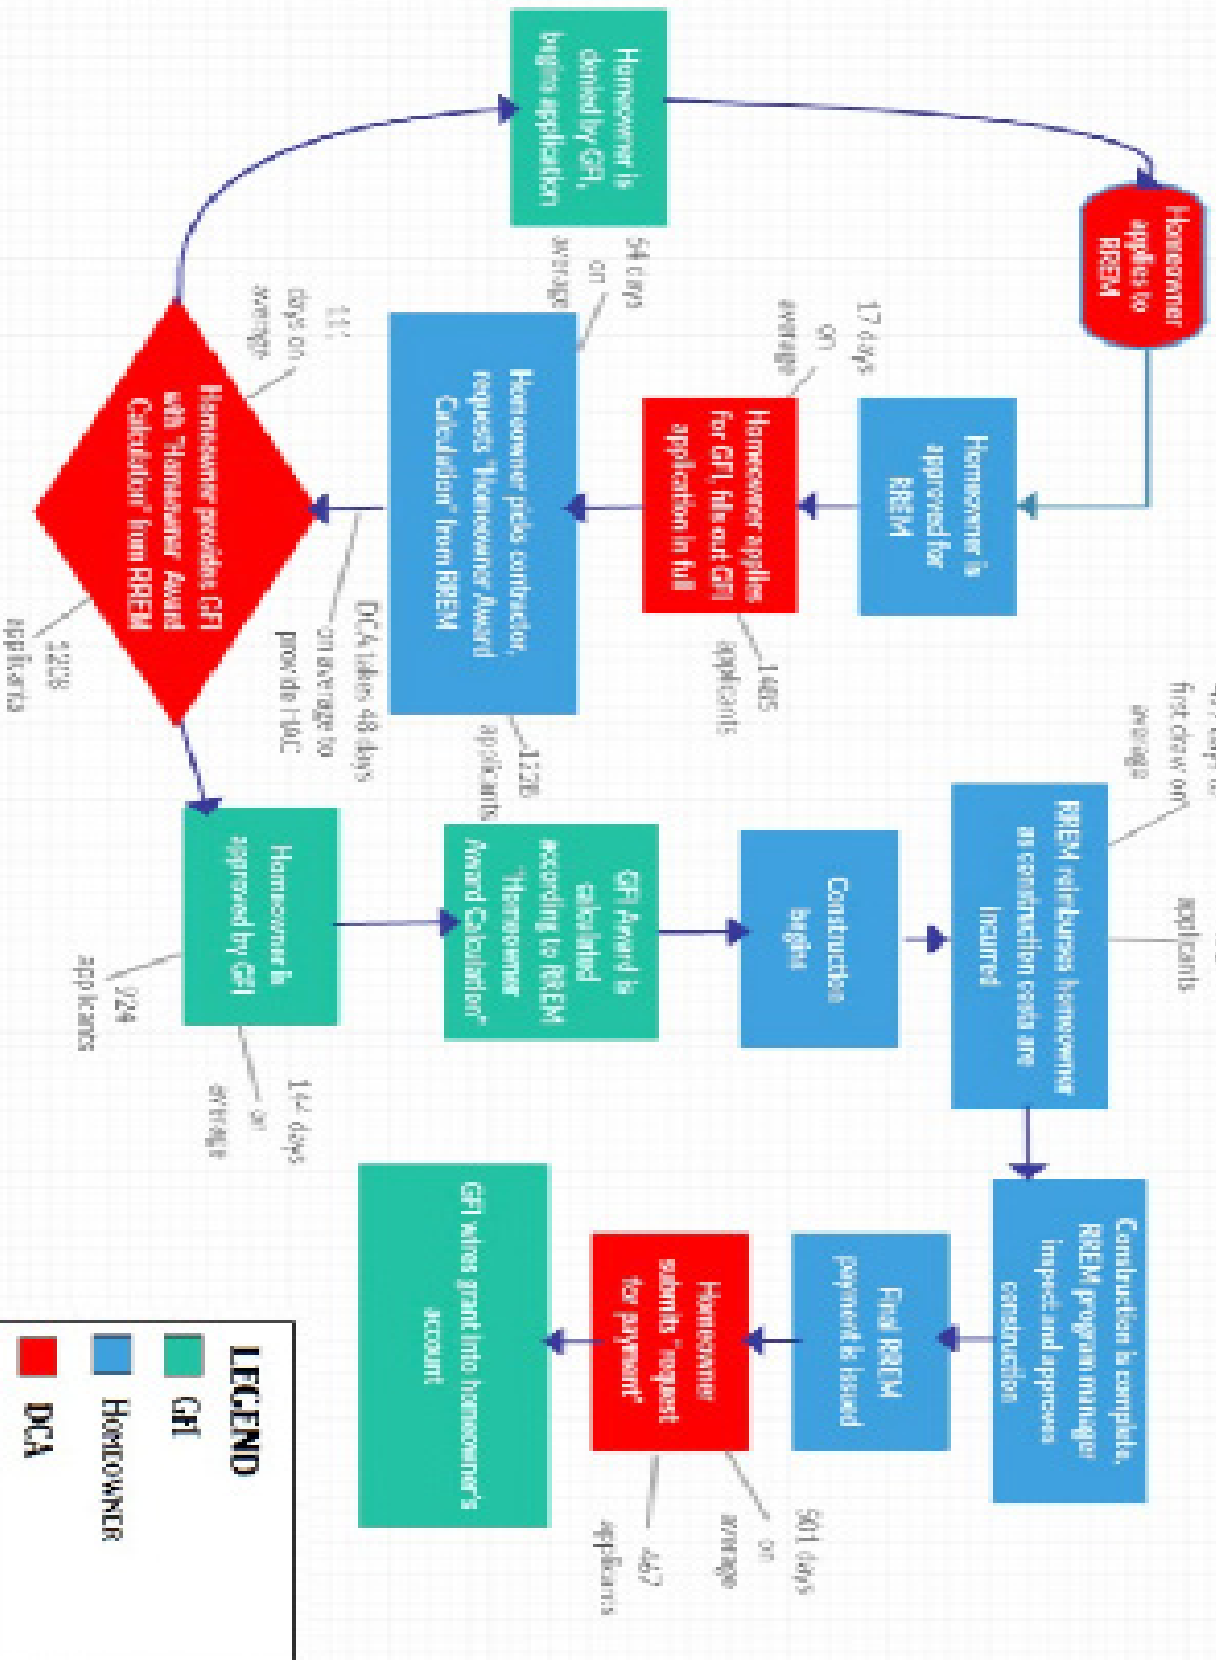 Homeowner
applies to
RREM
Homeowner is
approved for
RREM
Homeowner applies
for GFI, fills out GFI
application in full
17 days
on
average
1485
applicants
Homeowner picks contractor,
requests "Homeowner Award
Calculation" from RREM
54 days
on
average
applicants
DCA takes 48 days
on average to
provide HAC
Homeowner provides GFI
with "Homeowner Award
Calculation" from RREM
days on
average
1208
applicants
Homeowner is
denied by GFI,
begins application
Homeowner is
approved by GFI
924
applicants
days
on
average
GFI Award is
calculated
according to RREM
"Homeowner
Award Calculation"
Construction
begins
RREM reimburses homeowner
as construction costs are
incurred
first draw on
average
applicants
Construction is complete,
RREM program manager
inspect and approves
construction
Final RREM
payment is issued
Homeowner
submits "request
for payment"
501 days
on
average
467
applicants
GFI wires grant into homeowner's
account
LEGEND
GFI
HOMEOWNER
DCA